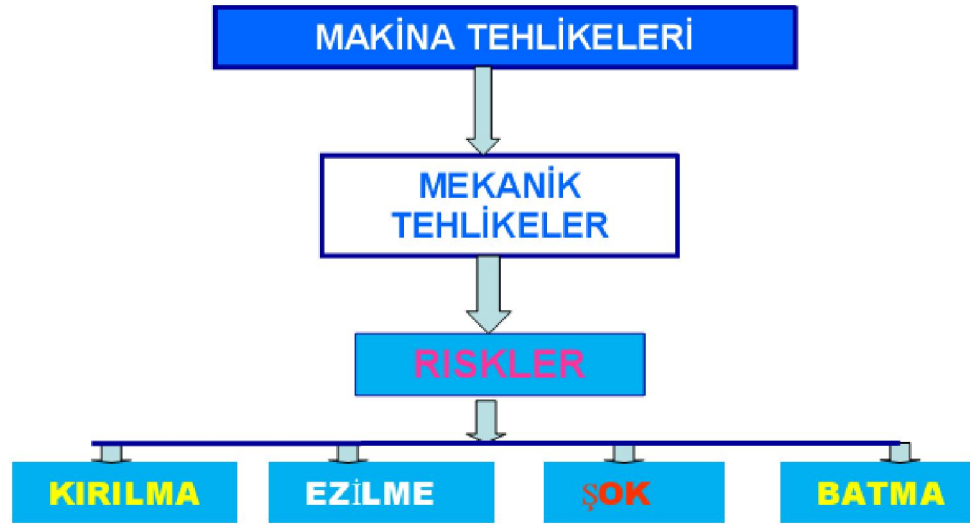 MAKİNA TEHLİKELERİ
MEKANİK
TEHLİKELER
RISKLER
KIRILMA
EZİLME
ŞOK
BATMA